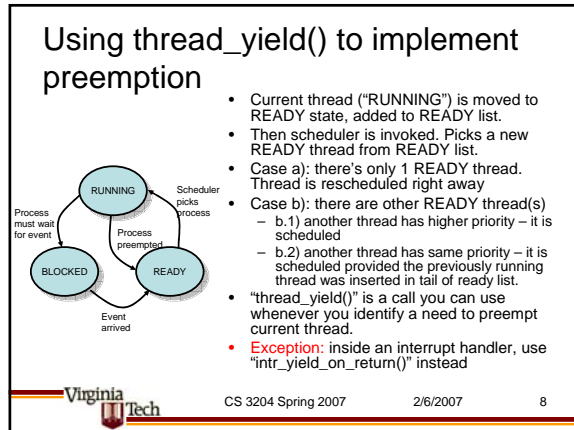 Using thread_yield() to implement
preemption
• Current thread (“RUNNING”) is moved to
READY state, added to READY list.
• Then scheduler is invoked. Picks a new
READY thread from READY list.
• Case a): there’s only 1 READY thread.
Thread is rescheduled right away
• Case b): there are other READY thread(s)
– b.1) another thread has higher priority – it is
scheduled
– b.2) another thread has same priority – it is
scheduled provided the previously running
thread was inserted in tail of ready list.
• “thread_yield()” is a call you can use
whenever you identify a need to preempt
current thread.
• Exception: inside an interrupt handler, use
“intr_yield_on_return()” instead
RUNNING
Scheduler
picks
process
Process
must wait
for event
Process
preempted
BLOCKED
READY
Event
arrived
Virginia
Tech
CS 3204 Spring 2007
2/6/2007
8